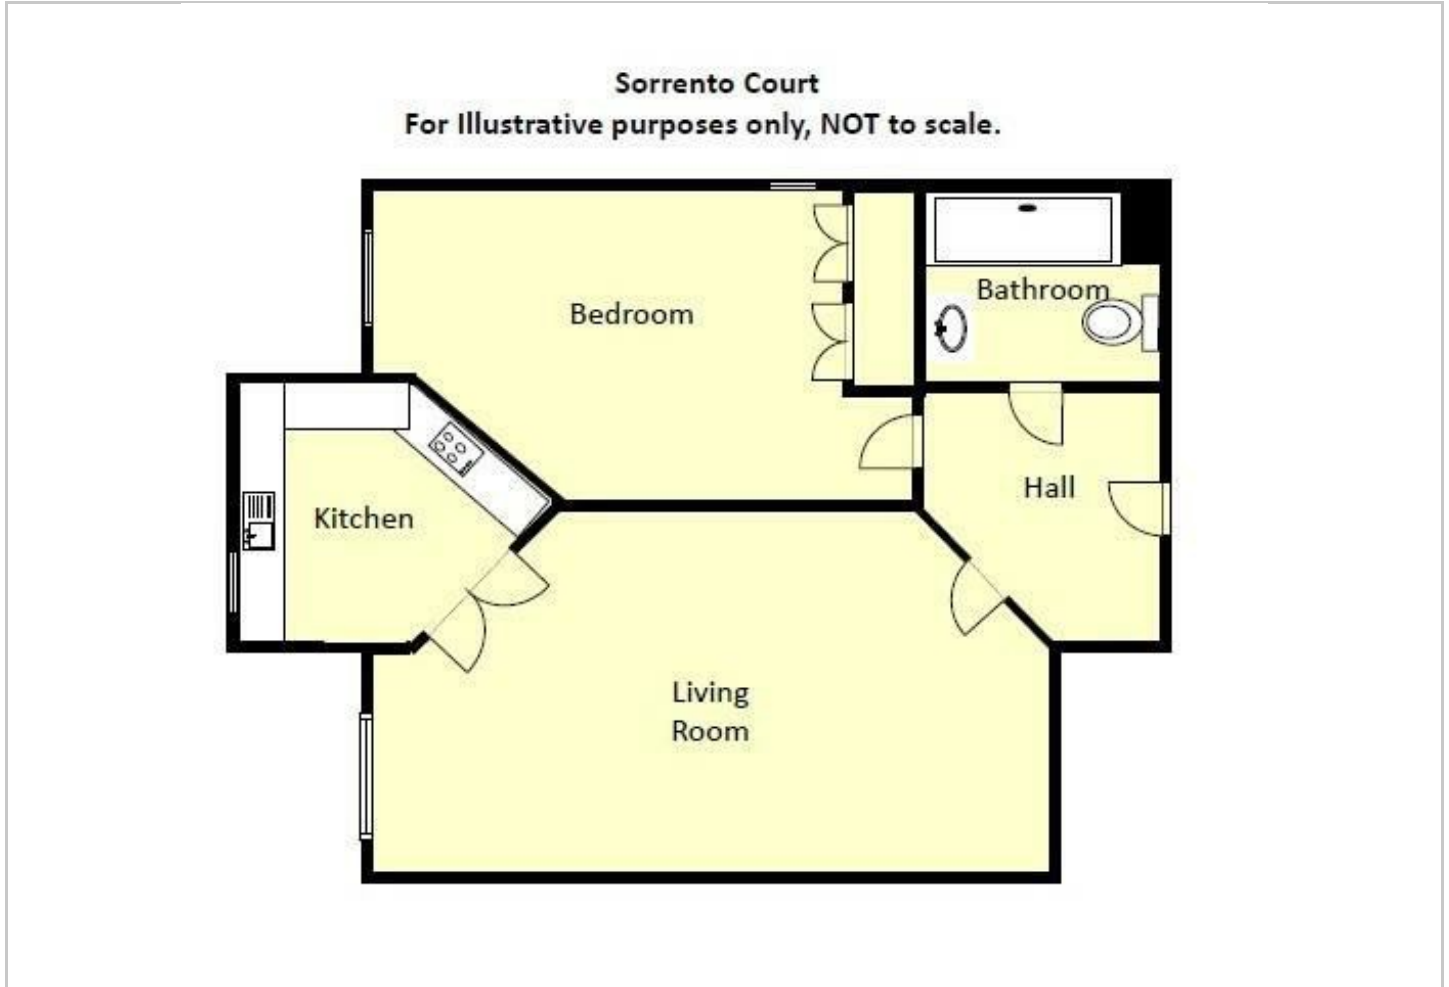 Sorrento Court
For Illustrative purposes only, NOT to scale.
Bedroom
Bathroom
Kitchen
Hall
Living
Room